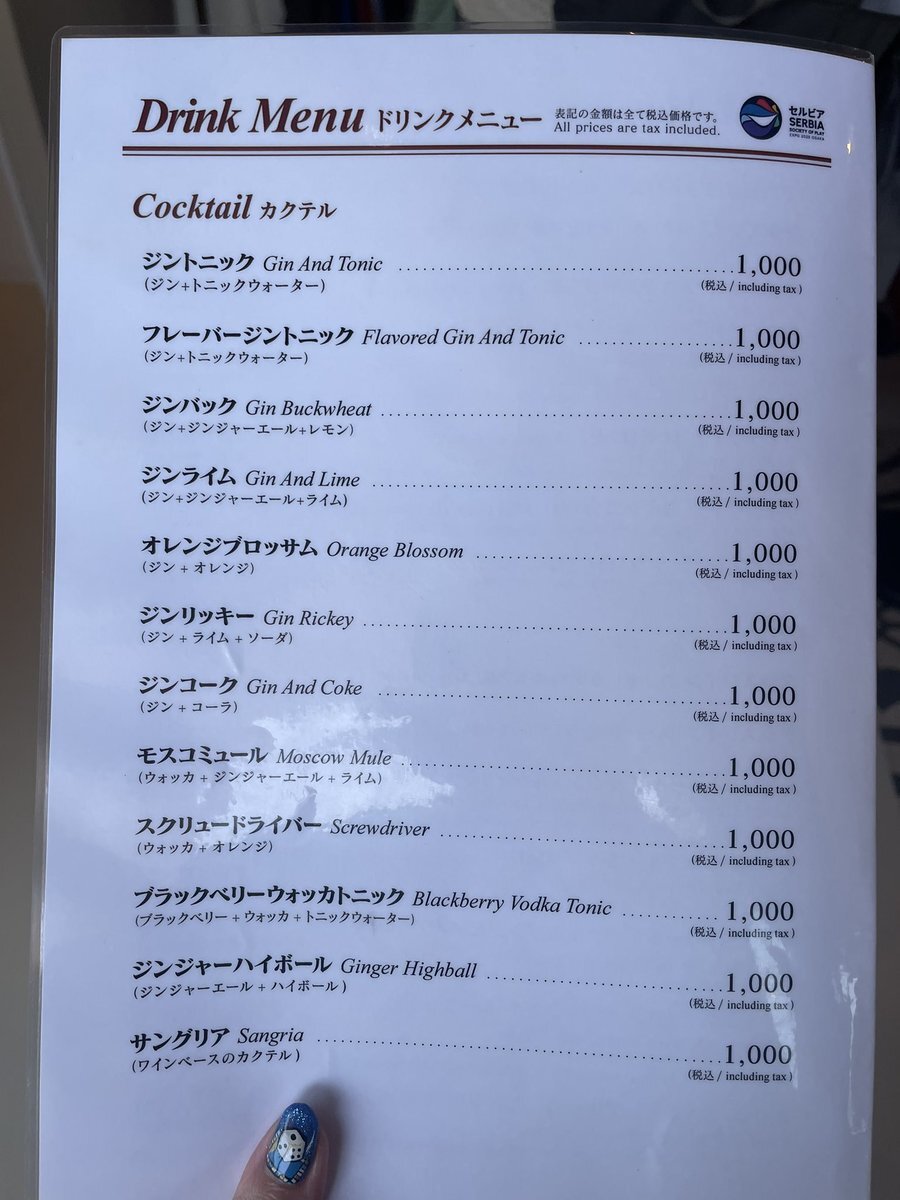 Drink Menu ドリンクメニュー
表記の金額は全て税込価格です。
All prices are tax included.
セルビア
SERBIA
SOCIETY OF PLAY
EXPO 2025 OSAKA
Cocktail カクテル
ジントニック Gin And Tonic 1,000
(ジン+トニックウォーター) (税込 / including tax)
フレーバージントニック Flavored Gin And Tonic 1,000
(ジン+トニックウォーター) (税込 / including tax)
ジンバック Gin Buckwheat 1,000
(ジン+ジンジャーエール+レモン) (税込 / including tax)
ジンライム Gin And Lime 1,000
(ジン+ジンジャーエール+ライム) (税込 / including tax)
オレンジブロッサム Orange Blossom 1,000
(ジン + オレンジ) (税込 / including tax)
ジンリッキー Gin Rickey 1,000
(ジン + ライム + ソーダ) (税込 / including tax)
ジンコーク Gin And Coke 1,000
(ジン + コーラ) (税込 / including tax)
モスコミュール Moscow Mule 1,000
(ウォッカ + ジンジャーエール + ライム) (税込 / including tax)
スクリュードライバー Screwdriver 1,000
(ウォッカ + オレンジ) (税込 / including tax)
ブラックベリーウォッカトニック Blackberry Vodka Tonic 1,000
(ブラックベリー + ウォッカ + トニックウォーター) (税込 / including tax)
ジンジャーハイボール Ginger Highball 1,000
(ジンジャーエール + ハイボール) (税込 / including tax)
サングリア Sangria 1,000
(ワインベースのカクテル) (税込 / including tax)